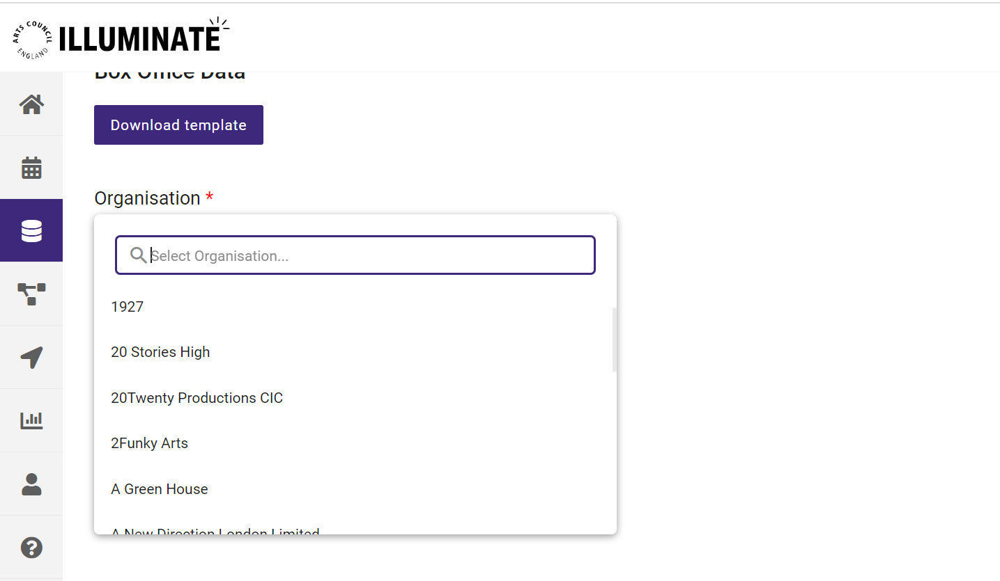 ARTS COUNCIL
ENGLAND
ILLUMINATE
Box Office Data
Download template
Organisation *
Select Organisation...
1927
20 Stories High
20Twenty Productions CIC
2Funky Arts
A Green House
A New Direction London Limited
?